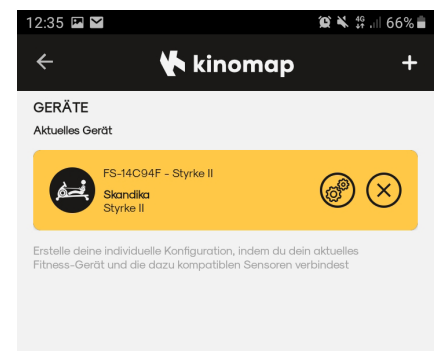 12:35 4G 66%
kinomap
GERÄTE
Aktuelles Gerät
FS-14C94F - Styrke II
Skandika
Styrke II
Erstelle deine individuelle Konfiguration, indem du dein aktuelles
Fitness-Gerät und die dazu kompatiblen Sensoren verbindest